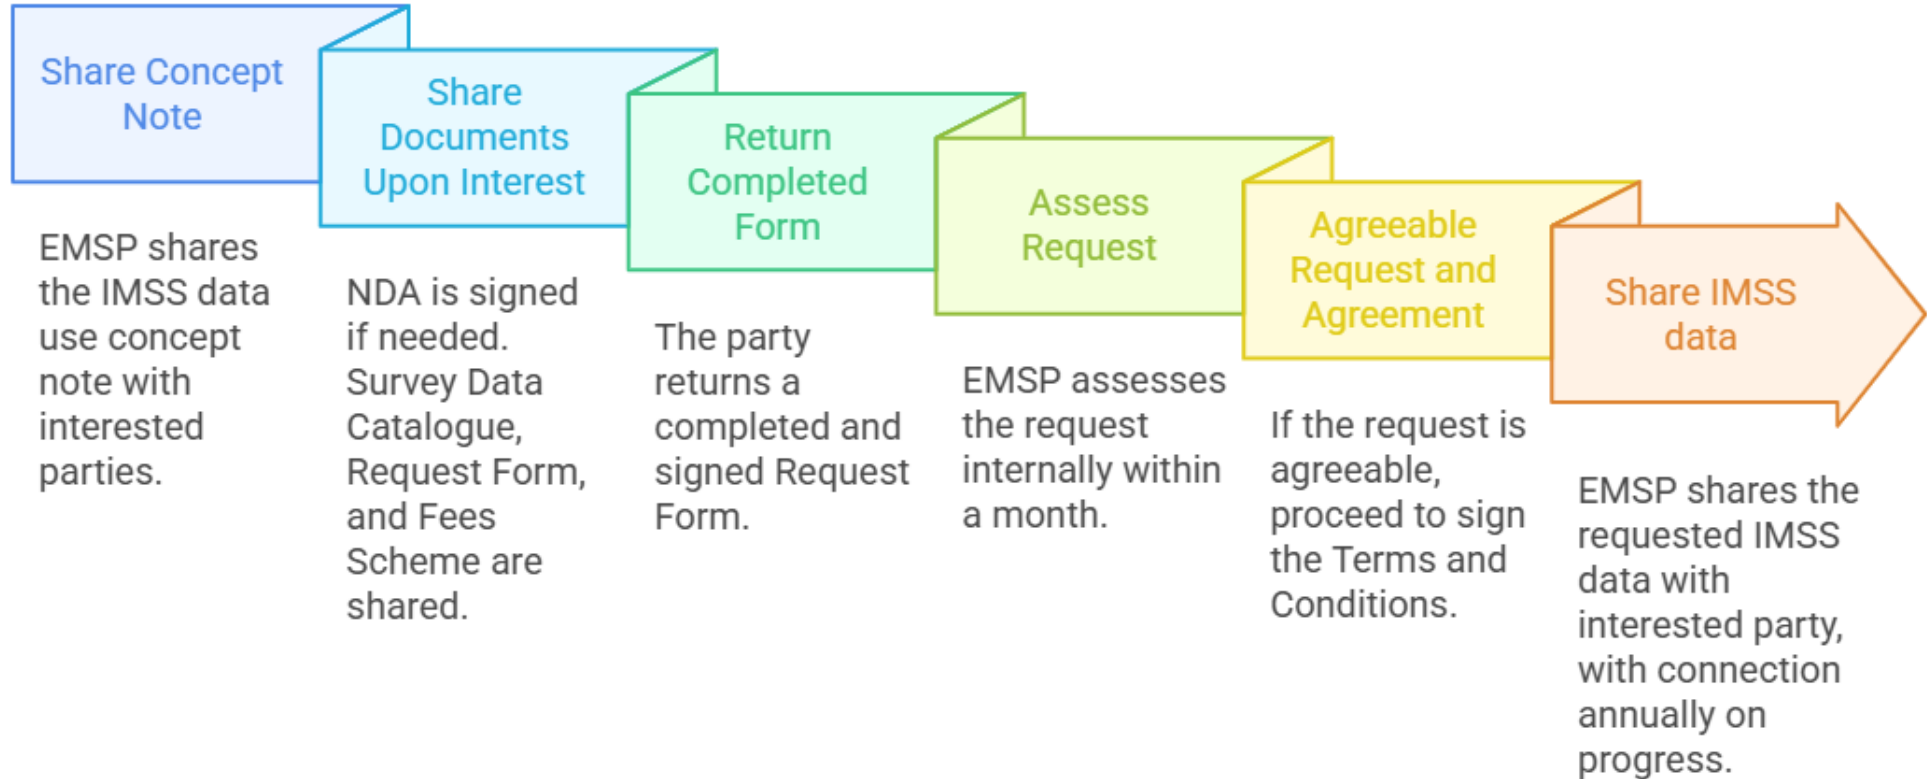 Share Concept
Note
EMSP shares
the IMSS data
use concept
note with
interested
parties.
Share
Documents
Upon Interest
NDA is signed
if needed.
Survey Data
Catalogue,
Request Form,
and Fees
Scheme are
shared.
Return
Completed
Form
The party
returns a
completed and
signed Request
Form.
Assess
Request
EMSP assesses
the request
internally within
a month.
Agreeable
Request and
Agreement
If the request is
agreeable,
proceed to sign
the Terms and
Conditions.
Share IMSS
data
EMSP shares the
requested IMSS
data with
interested party,
with connection
annually on
progress.